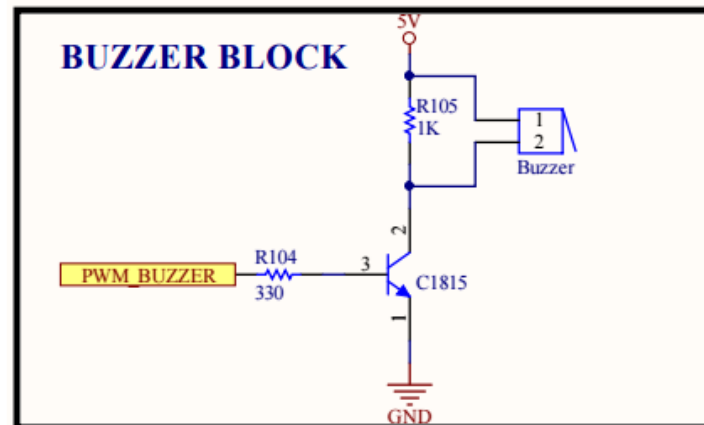 5V
BUZZER BLOCK
R105
1K
1
2
Buzzer
2
R104
PWM_BUZZER
3
330
C1815
1
GND